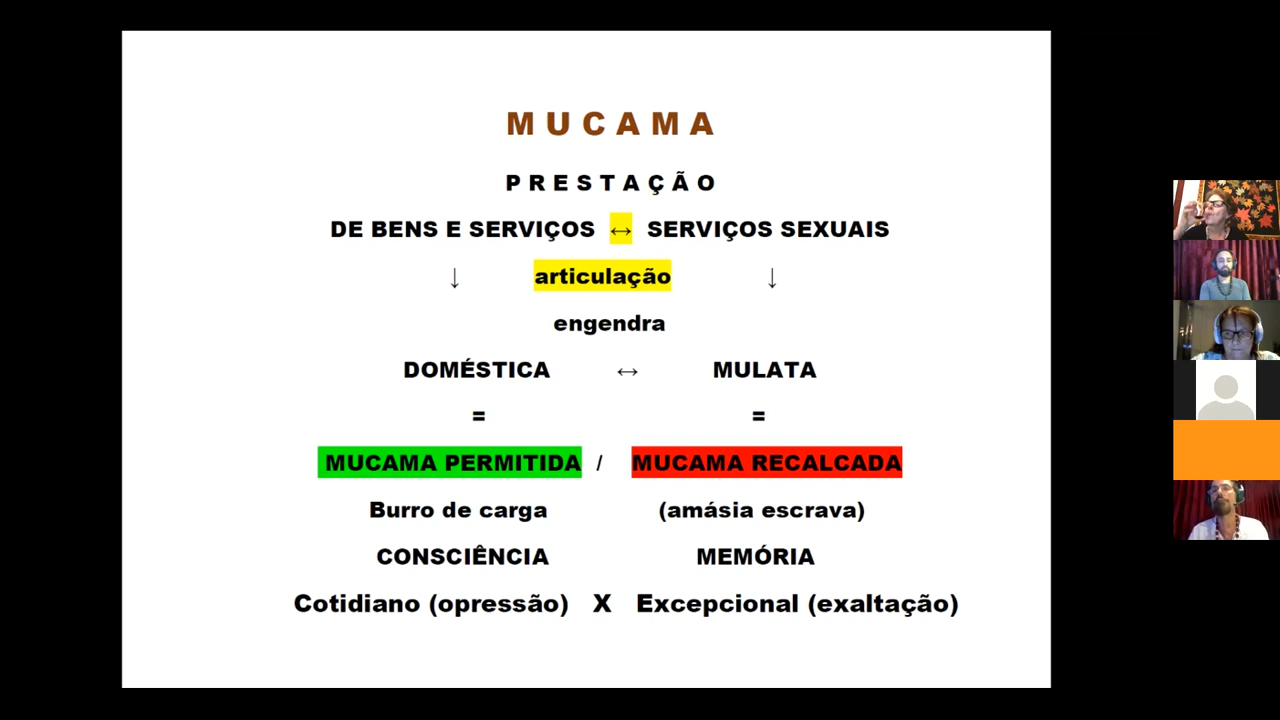 M U C A M A
P R E S T A Ç Ã O
DE BENS E SERVIÇOS ↔ SERVIÇOS SEXUAIS
↓ articulação ↓
engendra
DOMÉSTICA ↔ MULATA
= =
MUCAMA PERMITIDA / MUCAMA RECALCADA
Burro de carga (amásia escrava)
CONSCIÊNCIA MEMÓRIA
Cotidiano (opressão) X Excepcional (exaltação)